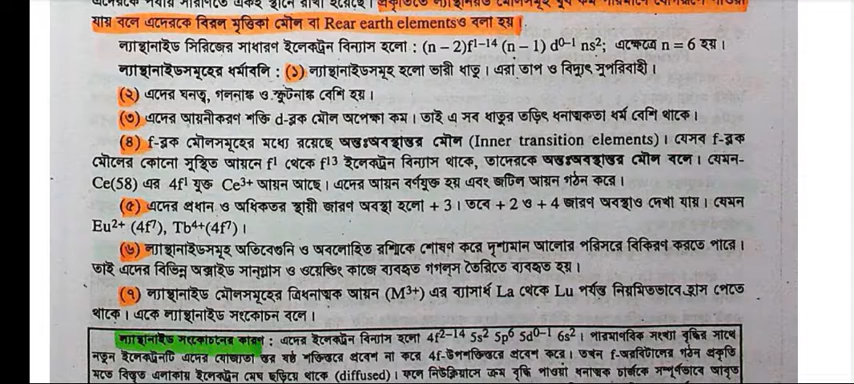 যায় বলে এদেরকে বিরল মৃত্তিকা মৌল বা Rear earth elementsও বলা হয়।
ল্যান্থানাইড সিরিজের সাধারণ ইলেকট্রন বিন্যাস হলো : (n – 2)f¹⁻¹⁴ (n – 1) d⁰⁻¹ ns²; এক্ষেত্রে n = 6 হয়।
ল্যান্থানাইডসমূহের ধর্মাবলি : (১) ল্যান্থানাইডসমূহ হলো ভারী ধাতু। এরা তাপ ও বিদ্যুৎ সুপরিবাহী।
(২) এদের ঘনত্ব, গলনাঙ্ক ও স্ফুটনাঙ্ক বেশি হয়।
(৩) এদের আয়নীকরণ শক্তি d-ব্লক মৌল অপেক্ষা কম। তাই এ সব ধাতুর তড়িৎ ধনাত্মকতা ধর্ম বেশি থাকে।
(৪) f-ব্লক মৌলসমূহের মধ্যে রয়েছে অন্তঃঅবস্থান্তর মৌল (Inner transition elements)। যেসব f-ব্লক
মৌলের কোনো সুস্থিত আয়নে f¹ থেকে f¹³ ইলেকট্রন বিন্যাস থাকে, তাদেরকে অন্তঃঅবস্থান্তর মৌল বলে। যেমন-
Ce(58) এর 4f¹ যুক্ত Ce³⁺ আয়ন আছে। এদের আয়ন বর্ণযুক্ত হয় এবং জটিল আয়ন গঠন করে।
(৫) এদের প্রধান ও অধিকতর স্থায়ী জারণ অবস্থা হলো + 3। তবে + 2 ও + 4 জারণ অবস্থাও দেখা যায়। যেমন
Eu²⁺ (4f⁷), Tb⁴⁺(4f⁷)।
(৬) ল্যান্থানাইডসমূহ অতিবেগুনি ও অবলোহিত রশ্মিকে শোষণ করে দৃশ্যমান আলোর পরিসরে বিকিরণ করতে পারে।
তাই এদের বিভিন্ন অক্সাইড সানগ্লাস ও ওয়েল্ডিং কাজে ব্যবহৃত গগলস তৈরিতে ব্যবহৃত হয়।
(৭) ল্যান্থানাইড মৌলসমূহের ত্রিধনাত্মক আয়ন (M³⁺) এর ব্যাসার্ধ La থেকে Lu পর্যন্ত নিয়মিতভাবে হ্রাস পেতে
থাকে। একে ল্যান্থানাইড সংকোচন বলে।
ল্যান্থানাইড সংকোচনের কারণ : এদের ইলেকট্রন বিন্যাস হলো 4f²⁻¹⁴ 5s² 5p⁶ 5d⁰⁻¹ 6s²। পারমাণবিক সংখ্যা বৃদ্ধির সাথে
নতুন ইলেকট্রনটি এদের যোজ্যতা স্তর ষষ্ঠ শক্তিস্তরে প্রবেশ না করে 4f-উপশক্তিস্তরে প্রবেশ করে। তখন f-অরবিটালের গঠন প্রকৃতি
মতে বিস্তৃত এলাকায় ইলেকট্রন মেঘ ছড়িয়ে থাকে (diffused)। ফলে নিউক্লিয়াসে ক্রম বৃদ্ধি পাওয়া ধনাত্মক চার্জকে সম্পূর্ণভাবে আবৃত